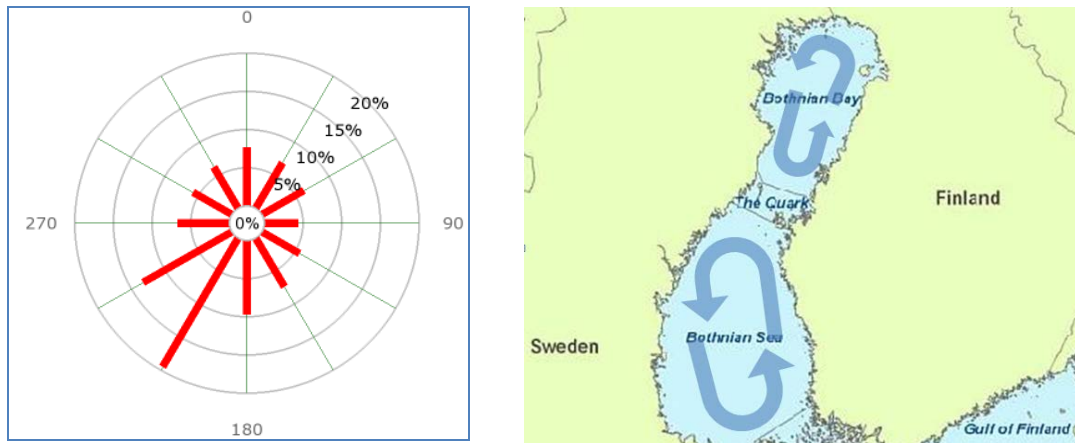 0
20%
15%
10%
5%
0%
270
90
180
Bothnian Bay
The Quark
Finland
Bothnian Sea
Sweden
Gulf of Finland